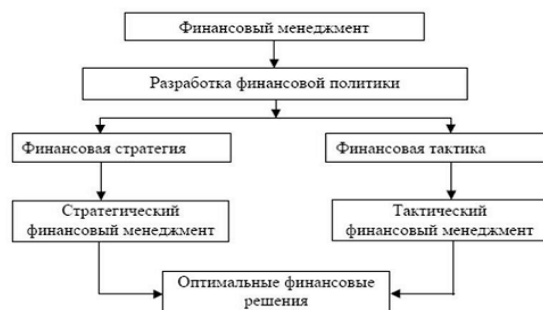 Финансовый менеджмент
Разработка финансовой политики
Финансовая стратегия
Финансовая тактика
Стратегический
финансовый менеджмент
Тактический
финансовый менеджмент
Оптимальные финансовые
решения